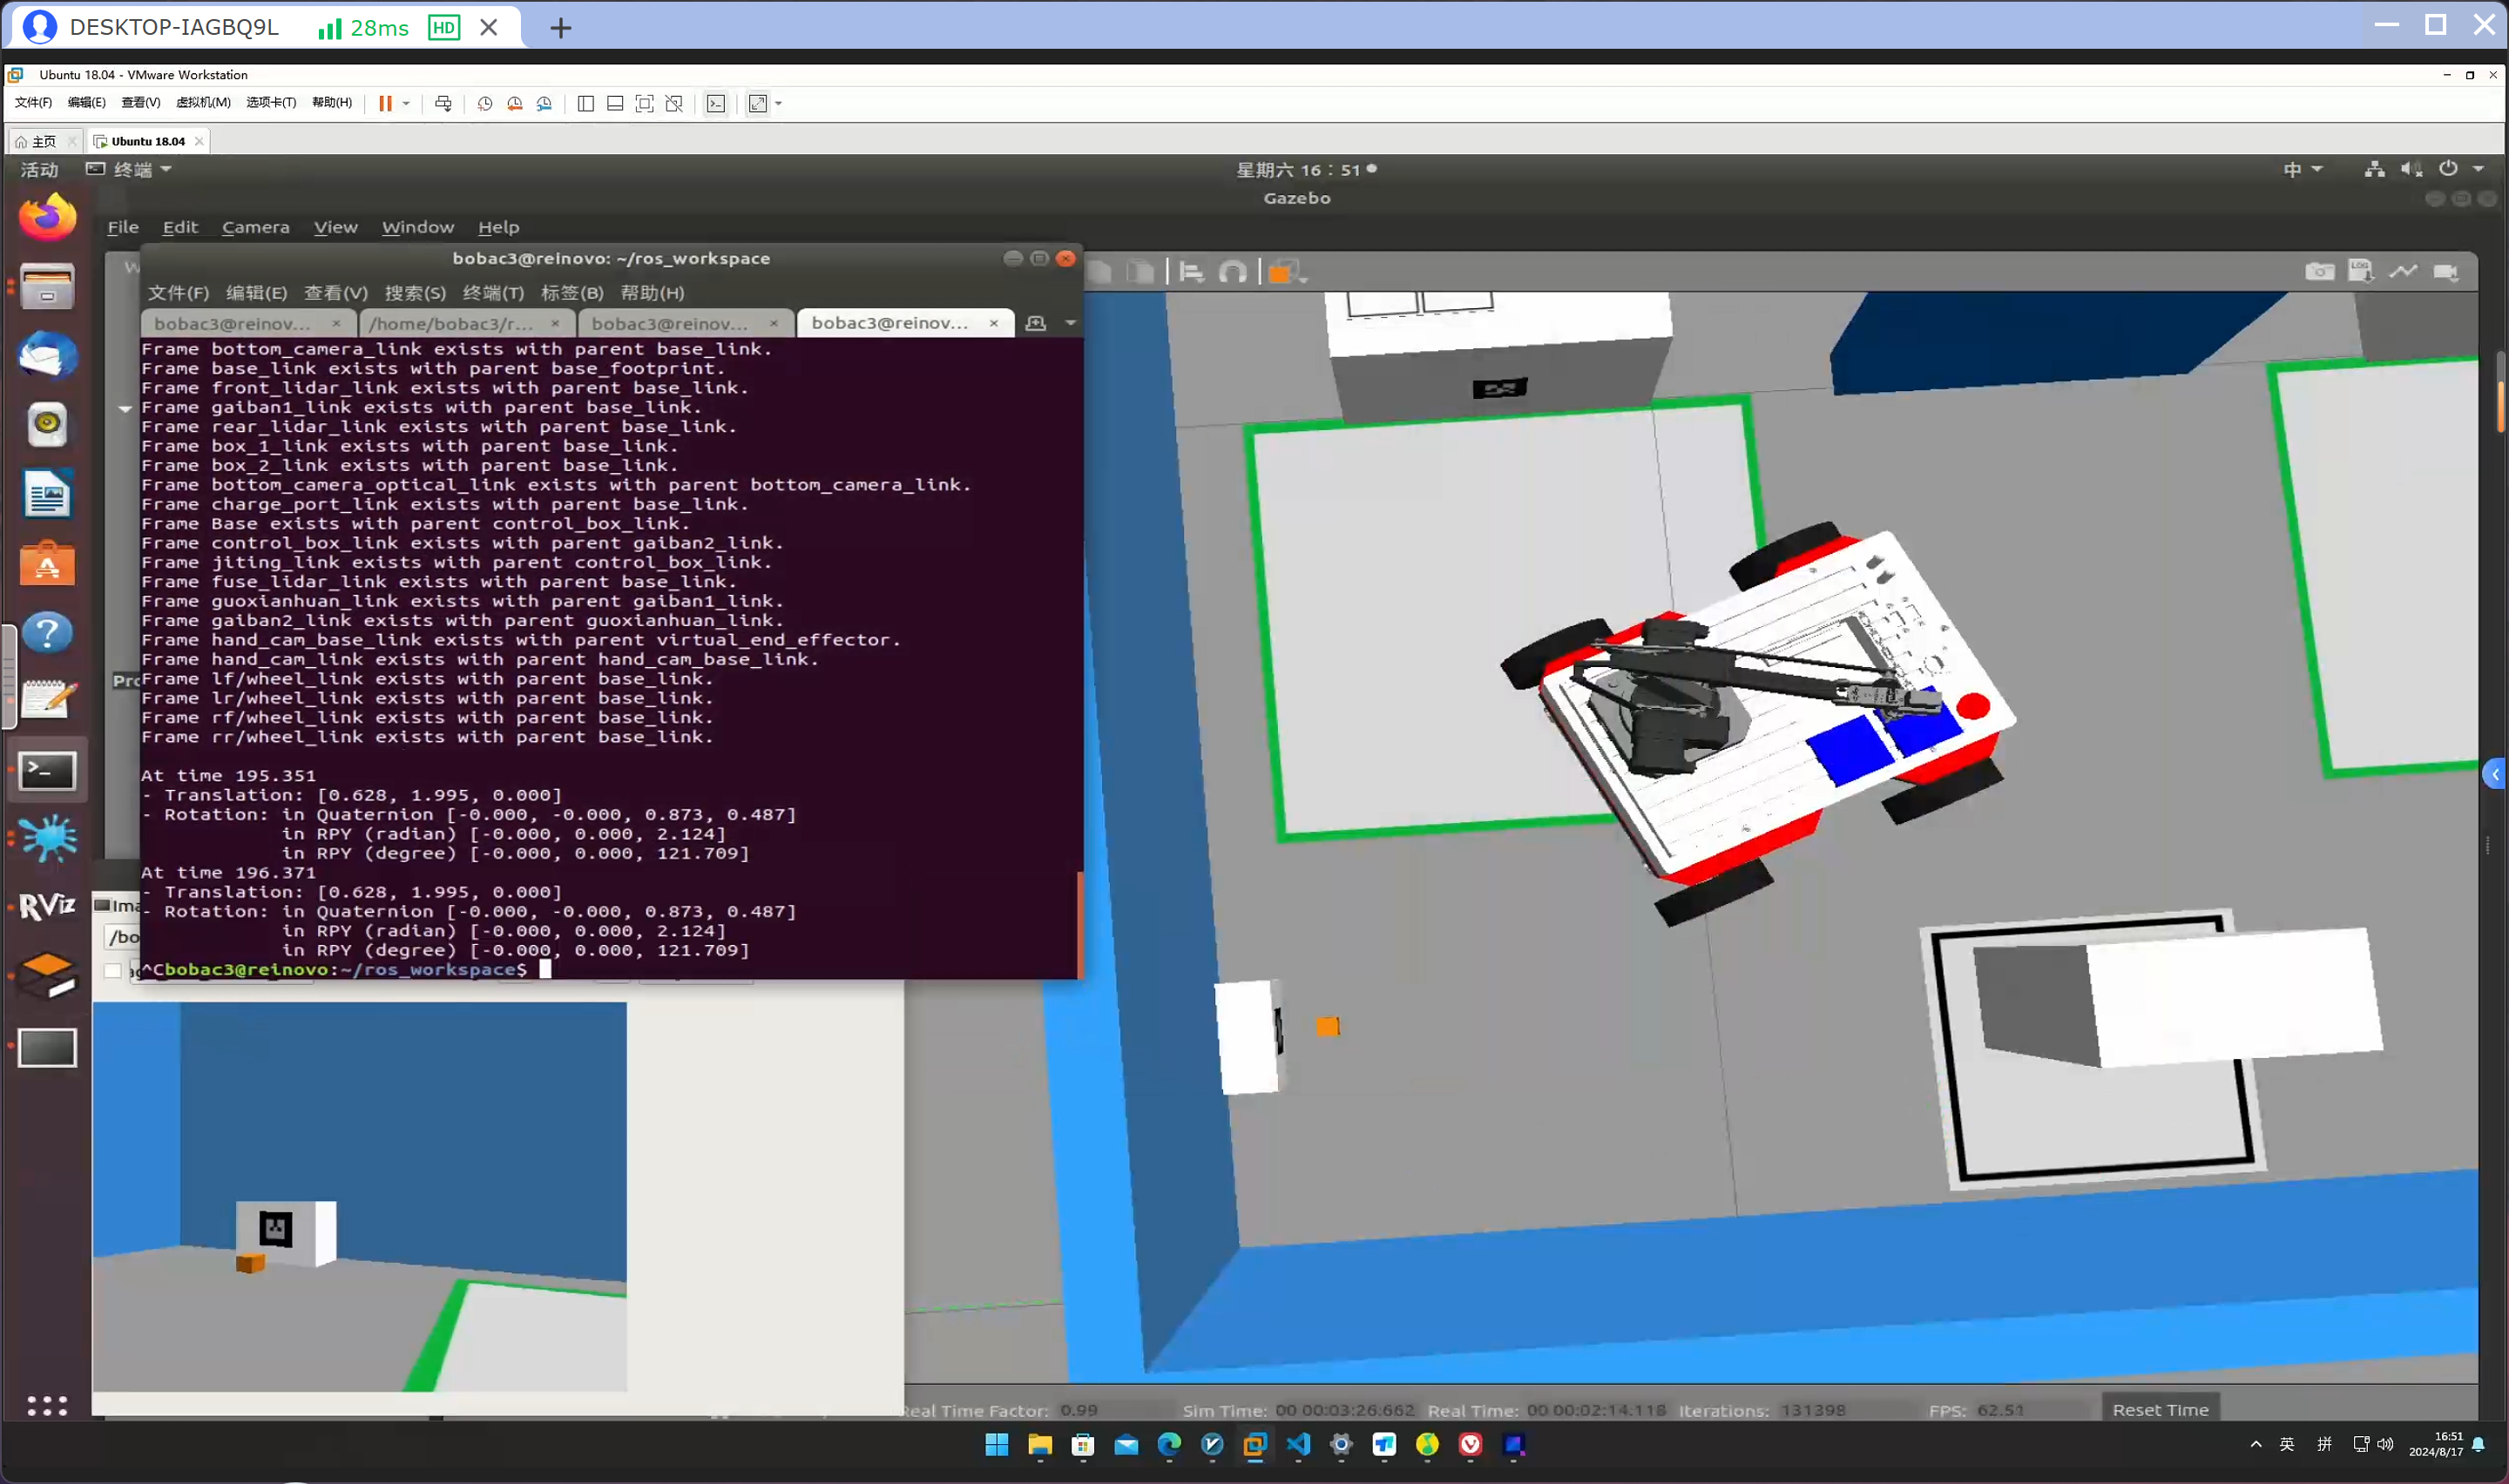 DESKTOP-IAGBQ9L 28ms HD
Ubuntu 18.04 - VMware Workstation
文件(F) 编辑(E) 查看(V) 虚拟机(M) 选项卡(T) 帮助(H)
主页 Ubuntu 18.04
活动 终端 星期六 16：51 中
Gazebo
File Edit Camera View Window Help
bobac3@reinovo: ~/ros_workspace
文件(F) 编辑(E) 查看(V) 搜索(S) 终端(T) 标签(B) 帮助(H)
bobac3@reinov... /home/bobac3/r... bobac3@reinov... bobac3@reinov...
Frame bottom_camera_link exists with parent base_link.
Frame base_link exists with parent base_footprint.
Frame front_lidar_link exists with parent base_link.
Frame gaiban1_link exists with parent base_link.
Frame rear_lidar_link exists with parent base_link.
Frame box_1_link exists with parent base_link.
Frame box_2_link exists with parent base_link.
Frame bottom_camera_optical_link exists with parent bottom_camera_link.
Frame charge_port_link exists with parent base_link.
Frame Base exists with parent control_box_link.
Frame control_box_link exists with parent gaiban2_link.
Frame jiting_link exists with parent control_box_link.
Frame fuse_lidar_link exists with parent base_link.
Frame guoxianhuan_link exists with parent gaiban1_link.
Frame gaiban2_link exists with parent guoxianhuan_link.
Frame hand_cam_base_link exists with parent virtual_end_effector.
Frame hand_cam_link exists with parent hand_cam_base_link.
Frame lf/wheel_link exists with parent base_link.
Frame lr/wheel_link exists with parent base_link.
Frame rf/wheel_link exists with parent base_link.
Frame rr/wheel_link exists with parent base_link.
At time 195.351
- Translation: [0.628, 1.995, 0.000]
- Rotation: in Quaternion [-0.000, -0.000, 0.873, 0.487]
in RPY (radian) [-0.000, 0.000, 2.124]
in RPY (degree) [-0.000, 0.000, 121.709]
At time 196.371
- Translation: [0.628, 1.995, 0.000]
- Rotation: in Quaternion [-0.000, -0.000, 0.873, 0.487]
in RPY (radian) [-0.000, 0.000, 2.124]
in RPY (degree) [-0.000, 0.000, 121.709]
^Cbobac3@reinovo:~/ros_workspace$
LOG
Pro
RViz
Ima
/bo
Real Time Factor: 0.99 Sim Time: 00 00:03:26.662 Real Time: 00 00:02:14.118 Iterations: 131398 FPS: 62.51 Reset Time
英 拼 16:51
2024/8/17